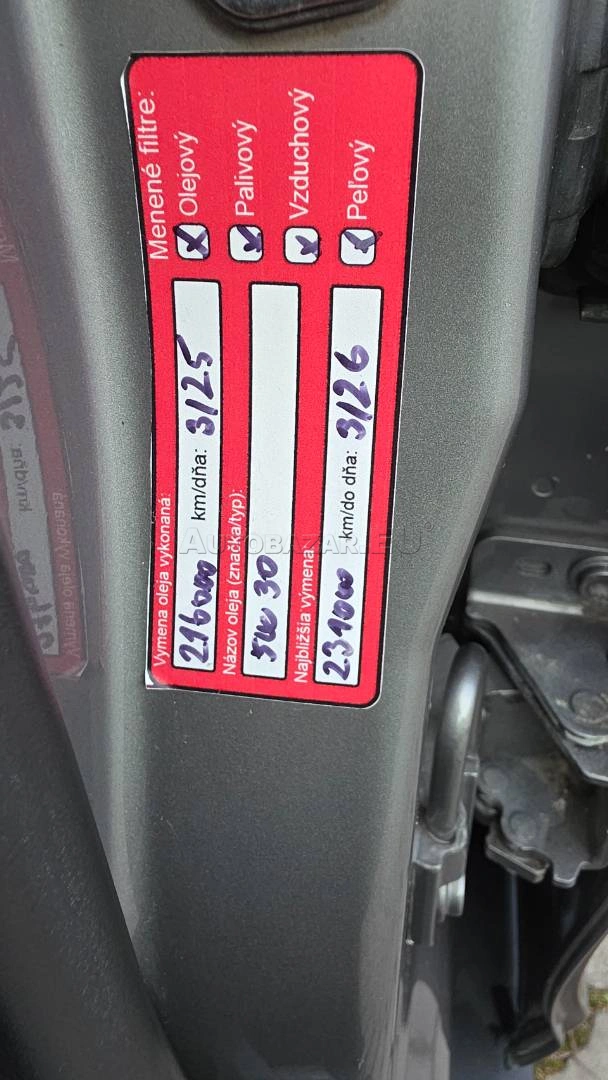 Výmena oleja vykonaná:
216000 km/dňa: 3/25
Názov oleja (značka/typ):
5W30
Najbližšia výmena:
231000 km/do dňa: 3/26
Menené filtre:
Olejový
Palivový
Vzduchový
Peľový
AUTOBAZAR.EU